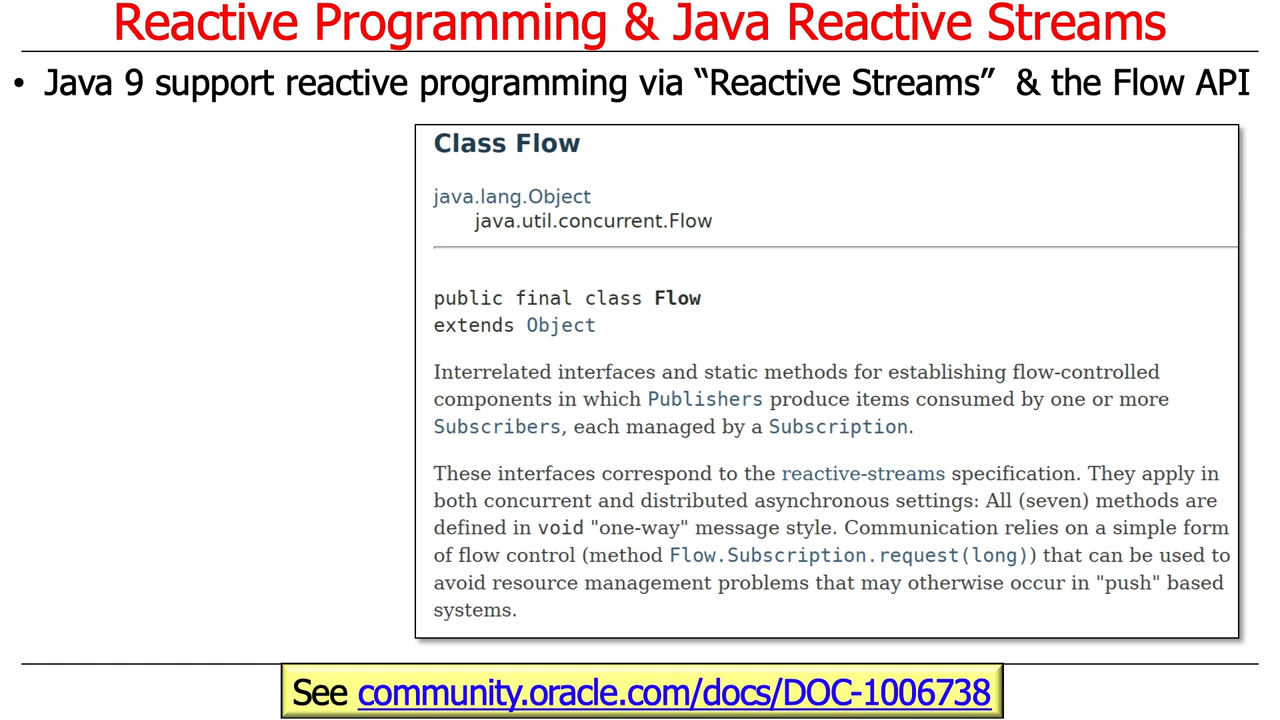 Reactive Programming & Java Reactive Streams
• Java 9 support reactive programming via “Reactive Streams”  & the Flow API
Class Flow
java.lang.Object
java.util.concurrent.Flow
public final class Flow
extends Object
Interrelated interfaces and static methods for establishing flow-controlled
components in which Publishers produce items consumed by one or more
Subscribers, each managed by a Subscription.
These interfaces correspond to the reactive-streams specification. They apply in
both concurrent and distributed asynchronous settings: All (seven) methods are
defined in void "one-way" message style. Communication relies on a simple form
of flow control (method Flow.Subscription.request(long)) that can be used to
avoid resource management problems that may otherwise occur in "push" based
systems.
See community.oracle.com/docs/DOC-1006738